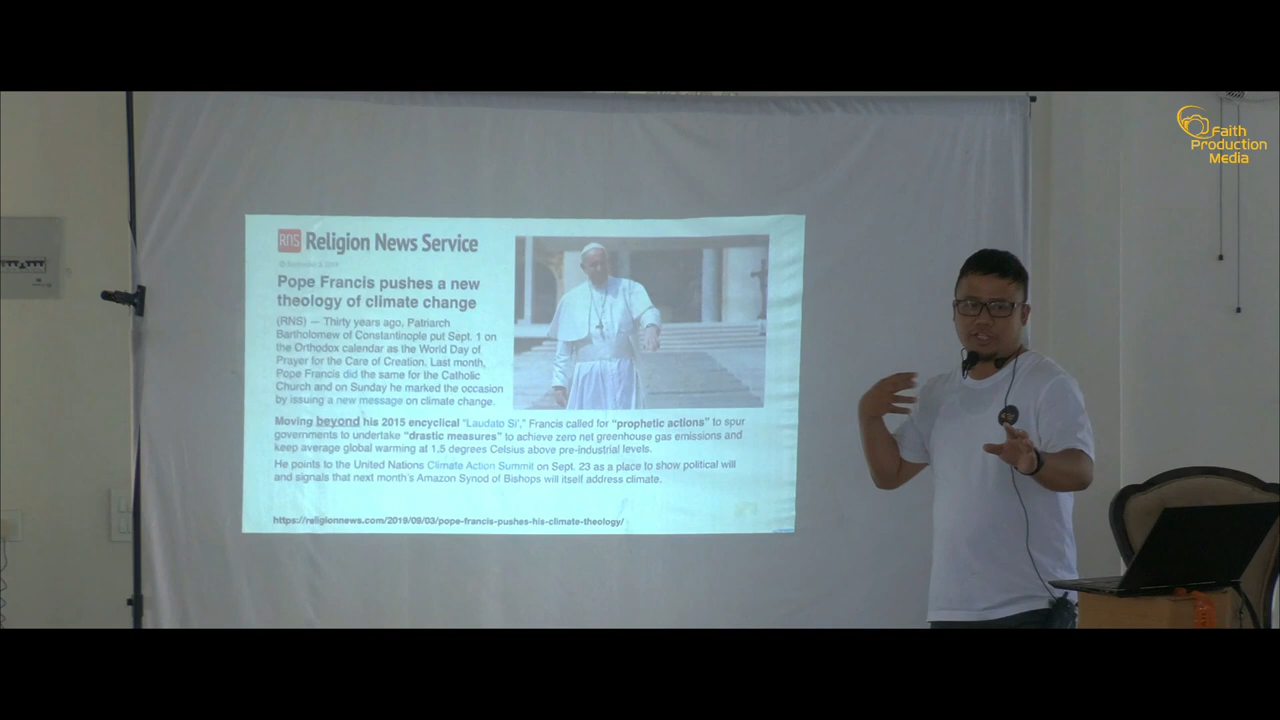 Faith
Production
Media
RNS Religion News Service
Pope Francis pushes a new
theology of climate change
(RNS) — Thirty years ago, Patriarch
Bartholomew of Constantinople put Sept. 1 on
the Orthodox calendar as the World Day of
Prayer for the Care of Creation. Last month,
Pope Francis did the same for the Catholic
Church and on Sunday he marked the occasion
by issuing a new message on climate change.
Moving beyond his 2015 encyclical “Laudato Si’,” Francis called for “prophetic actions” to spur
governments to undertake “drastic measures” to achieve zero net greenhouse gas emissions and
keep average global warming at 1.5 degrees Celsius above pre-industrial levels.
He points to the United Nations Climate Action Summit on Sept. 23 as a place to show political will
and signals that next month’s Amazon Synod of Bishops will itself address climate.
https://religionnews.com/2019/09/03/pope-francis-pushes-his-climate-theology/